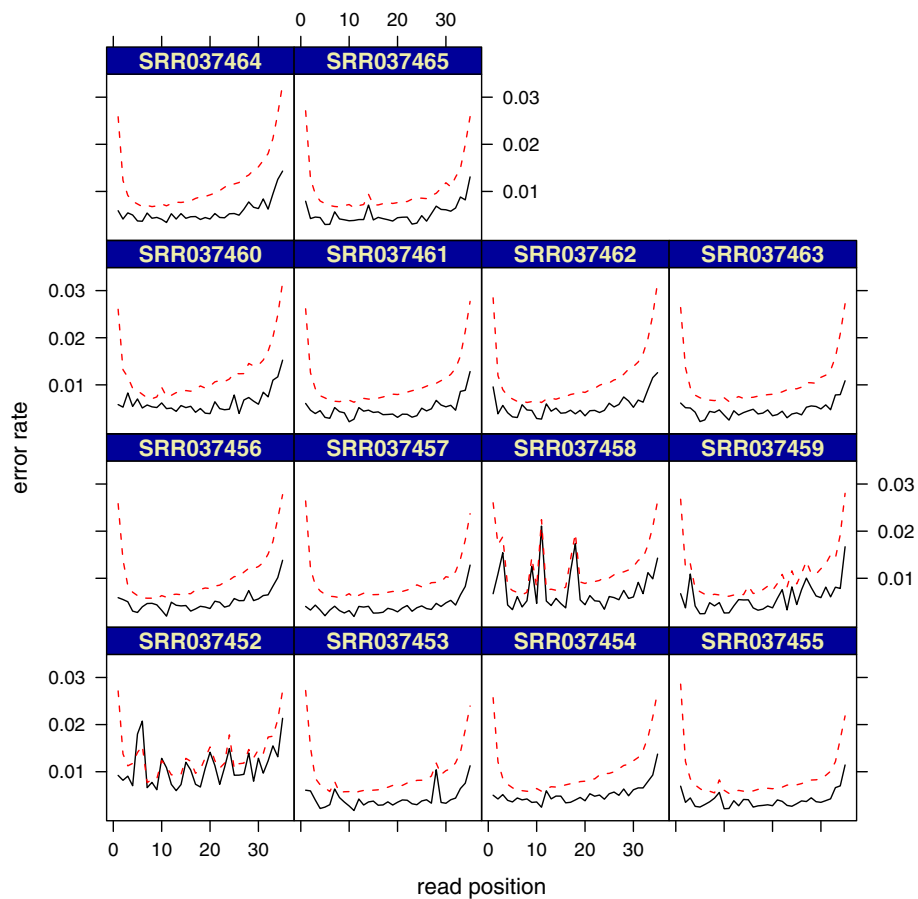 0 10 20 30
SRR037464 SRR037465
0.03
0.02
0.01
SRR037460 SRR037461 SRR037462 SRR037463
0.03
0.02
0.01
SRR037456 SRR037457 SRR037458 SRR037459
0.03
0.02
0.01
SRR037452 SRR037453 SRR037454 SRR037455
0.03
0.02
0.01
0 10 20 30 0 10 20 30
error rate
read position